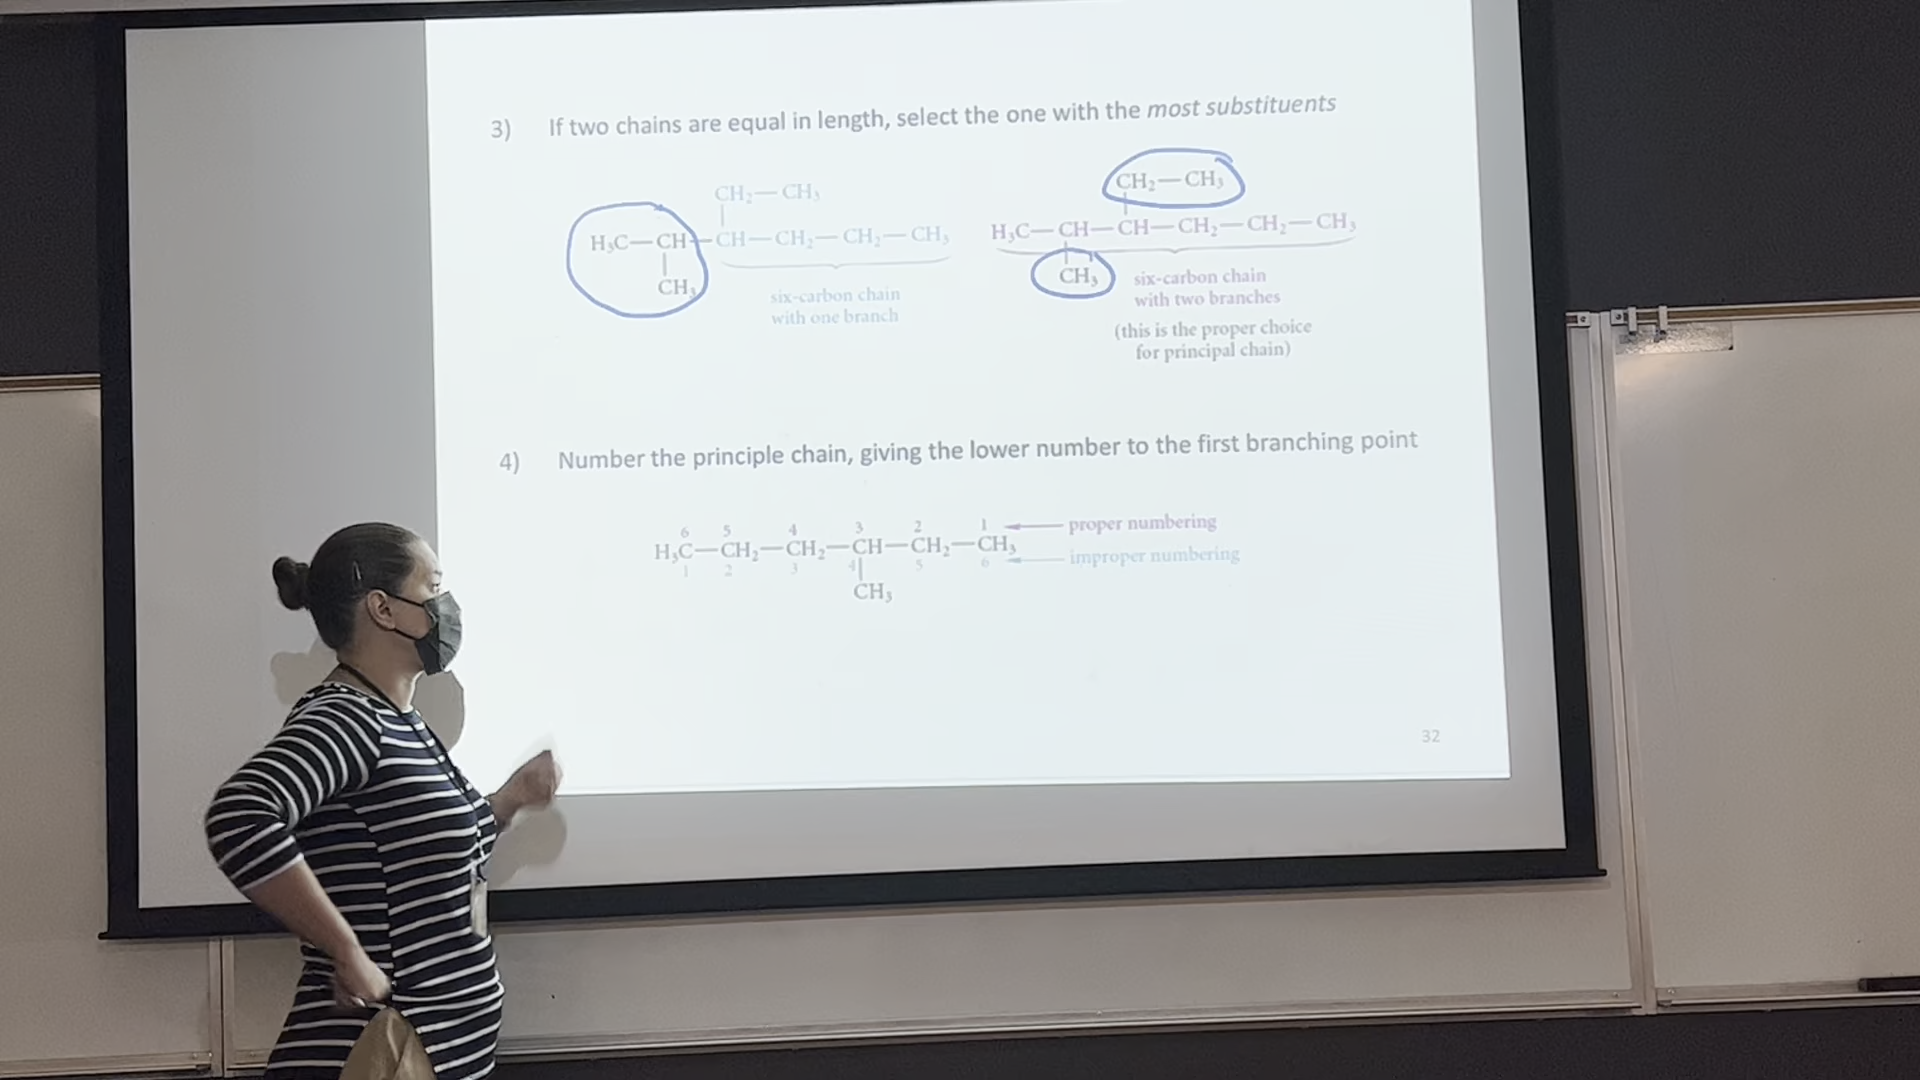 3) If two chains are equal in length, select the one with the most substituents
CH₂—CH₃
H₃C—CH—CH—CH₂—CH₂—CH₃
CH₃
six-carbon chain
with one branch
CH₂—CH₃
H₃C—CH—CH—CH₂—CH₂—CH₃
CH₃
six-carbon chain
with two branches
(this is the proper choice
for principal chain)
4) Number the principle chain, giving the lower number to the first branching point
6 5 4 3 2 1 proper numbering
H₃C—CH₂—CH₂—CH—CH₂—CH₃
1 2 3 4 5 6 improper numbering
CH₃
32